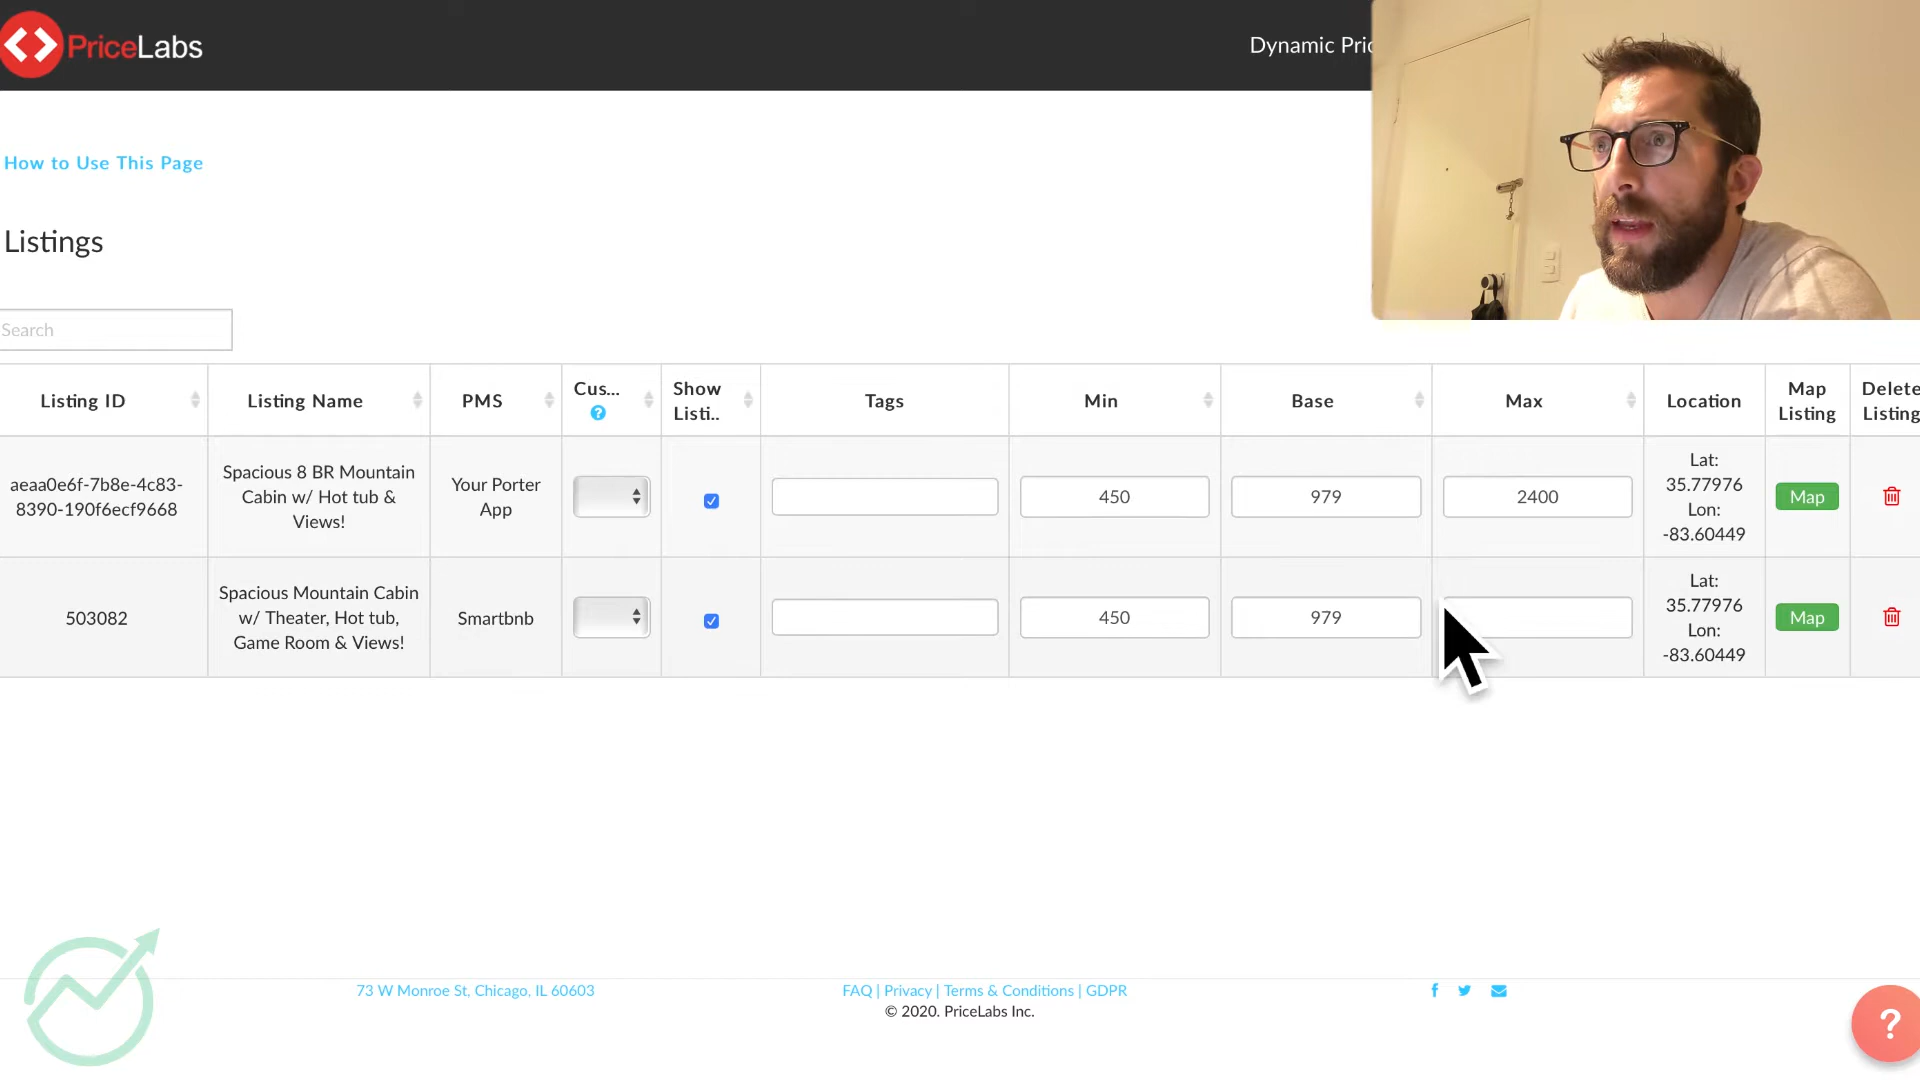 PriceLabs
Dynamic Pric
How to Use This Page
Listings
Search
Listing ID
Listing Name
PMS
Cus...
?
Show
Listi..
Tags
Min
Base
Max
Location
Map
Listing
Delete
Listing
aeaa0e6f-7b8e-4c83-
8390-190f6ecf9668
Spacious 8 BR Mountain
Cabin w/ Hot tub &
Views!
Your Porter
App
450
979
2400
Lat:
35.77976
Lon:
-83.60449
Map
503082
Spacious Mountain Cabin
w/ Theater, Hot tub,
Game Room & Views!
Smartbnb
450
979
Lat:
35.77976
Lon:
-83.60449
Map
73 W Monroe St, Chicago, IL 60603
FAQ | Privacy | Terms & Conditions | GDPR
© 2020. PriceLabs Inc.
?